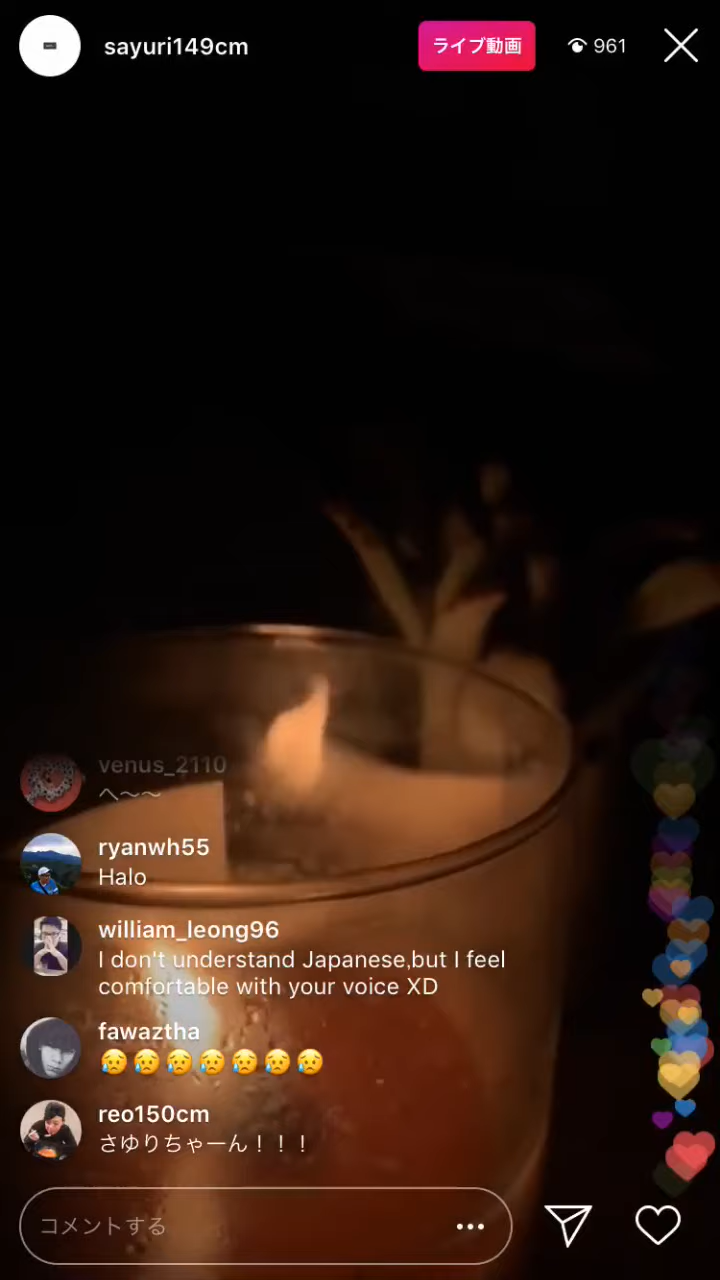 sayuri149cm
ライブ動画
961
venus_2110
へ〜〜
ryanwh55
Halo
william_leong96
I don't understand Japanese,but I feel
comfortable with your voice XD
fawaztha
😥😥😥😥😥😥😥
reo150cm
さゆりちゃーん！！！
コメントする